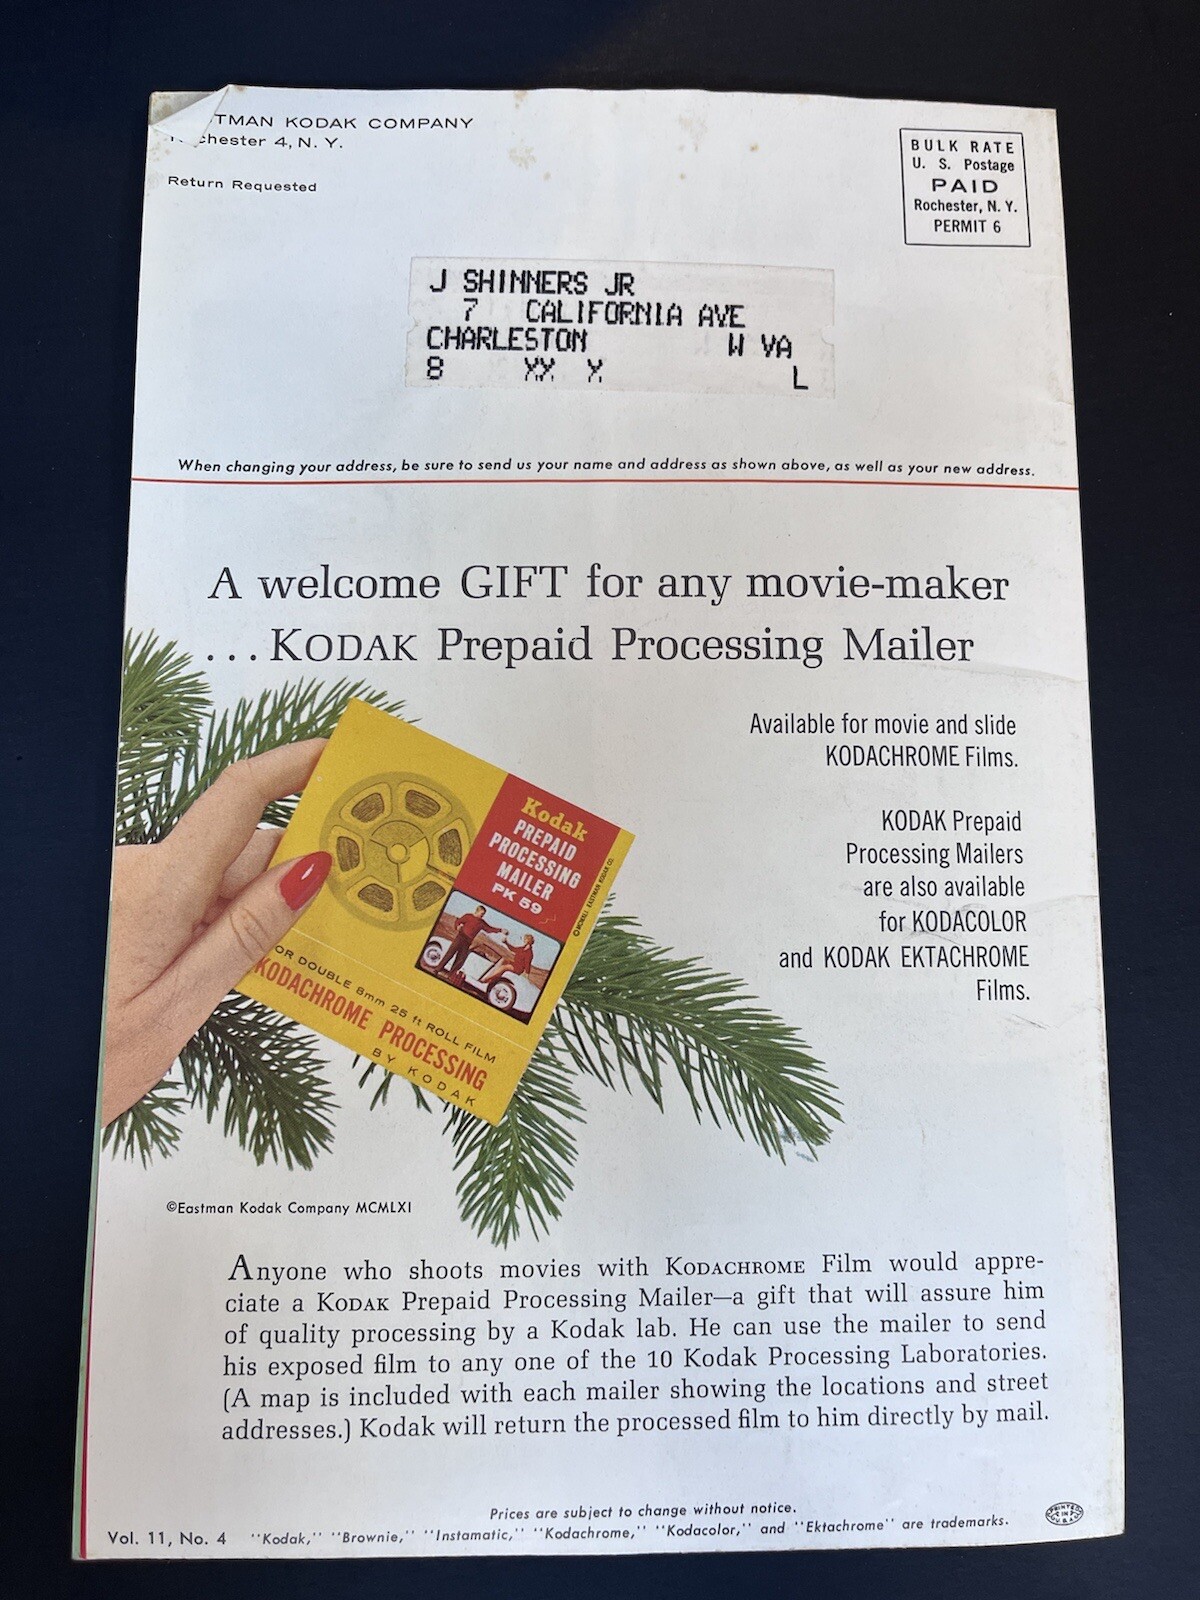 TMAN KODAK COMPANY
chester 4, N. Y.
Return Requested
BULK RATE
U. S. Postage
PAID
Rochester, N. Y.
PERMIT 6
J SHINNERS JR
7 CALIFORNIA AVE
CHARLESTON W VA
8 YY Y L
When changing your address, be sure to send us your name and address as shown above, as well as your new address.
A welcome GIFT for any movie-maker
...KODAK Prepaid Processing Mailer
Available for movie and slide
KODACHROME Films.
KODAK Prepaid
Processing Mailers
are also available
for KODACOLOR
and KODAK EKTACHROME
Films.
Kodak
PREPAID
PROCESSING
MAILER
PK 59
OR DOUBLE 8mm 25 ft ROLL FILM
KODACHROME PROCESSING
BY KODAK
©Eastman Kodak Company MCMLXI
Anyone who shoots movies with KODACHROME Film would appre-
ciate a KODAK Prepaid Processing Mailer—a gift that will assure him
of quality processing by a Kodak lab. He can use the mailer to send
his exposed film to any one of the 10 Kodak Processing Laboratories.
(A map is included with each mailer showing the locations and street
addresses.) Kodak will return the processed film to him directly by mail.
Prices are subject to change without notice.
Vol. 11, No. 4 "Kodak," "Brownie," "Instamatic," "Kodachrome," "Kodacolor," and "Ektachrome" are trademarks.
PRINTED
IN
U.S.A.